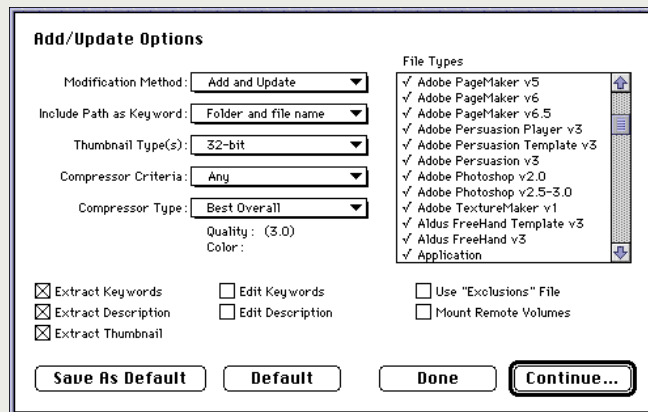 Add/Update Options
Modification Method: Add and Update
Include Path as Keyword: Folder and file name
Thumbnail Type(s): 32-bit
Compressor Criteria: Any
Compressor Type: Best Overall
Quality: (3.0)
Color:
File Types
✓ Adobe PageMaker v5
✓ Adobe PageMaker v6
✓ Adobe PageMaker v6.5
✓ Adobe Persuasion Player v3
✓ Adobe Persuasion Template v3
✓ Adobe Persuasion v3
✓ Adobe Photoshop v2.0
✓ Adobe Photoshop v2.5-3.0
✓ Adobe TextureMaker v1
✓ Aldus FreeHand Template v3
✓ Aldus FreeHand v3
✓ Application
Extract Keywords
Extract Description
Extract Thumbnail
Edit Keywords
Edit Description
Use "Exclusions" File
Mount Remote Volumes
Save As Default
Default
Done
Continue...